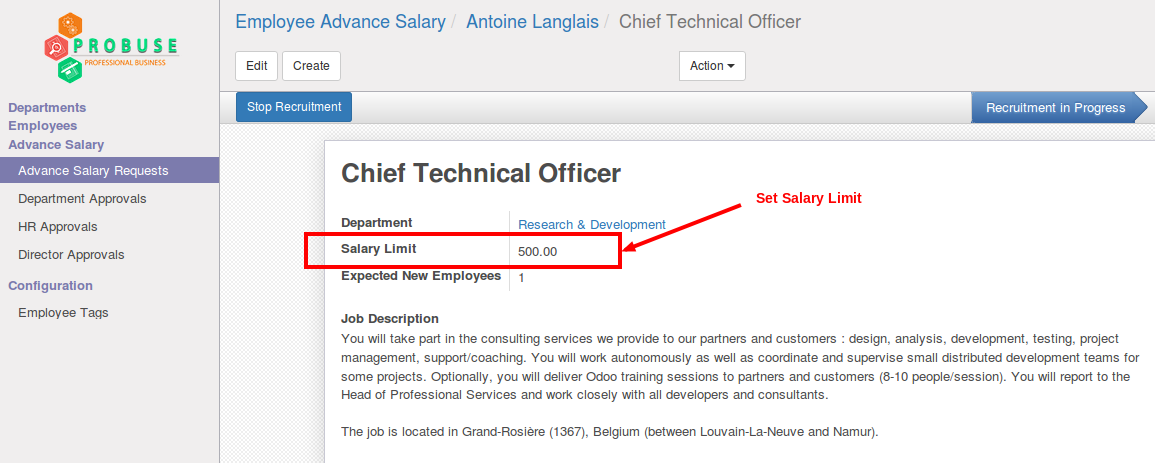 PROBUSE
PROFESSIONAL BUSINESS
Departments
Employees
Advance Salary
Advance Salary Requests
Department Approvals
HR Approvals
Director Approvals
Configuration
Employee Tags
Employee Advance Salary / Antoine Langlais / Chief Technical Officer
Edit Create Action
Stop Recruitment Recruitment in Progress
Chief Technical Officer
Set Salary Limit
Department Research & Development
Salary Limit 500.00
Expected New Employees 1
Job Description
You will take part in the consulting services we provide to our partners and customers : design, analysis, development, testing, project
management, support/coaching. You will work autonomously as well as coordinate and supervise small distributed development teams for
some projects. Optionally, you will deliver Odoo training sessions to partners and customers (8-10 people/session). You will report to the
Head of Professional Services and work closely with all developers and consultants.
The job is located in Grand-Rosière (1367), Belgium (between Louvain-La-Neuve and Namur).